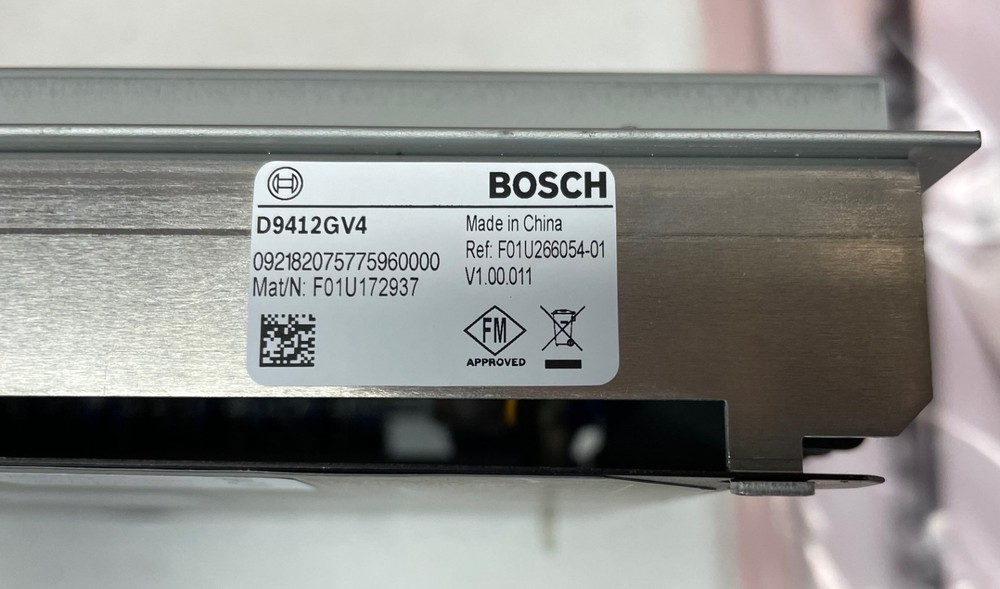 BOSCH
D9412GV4
092182075775960000
Mat/N: F01U172937
Made in China
Ref: F01U266054-01
V1.00.011
FM
APPROVED